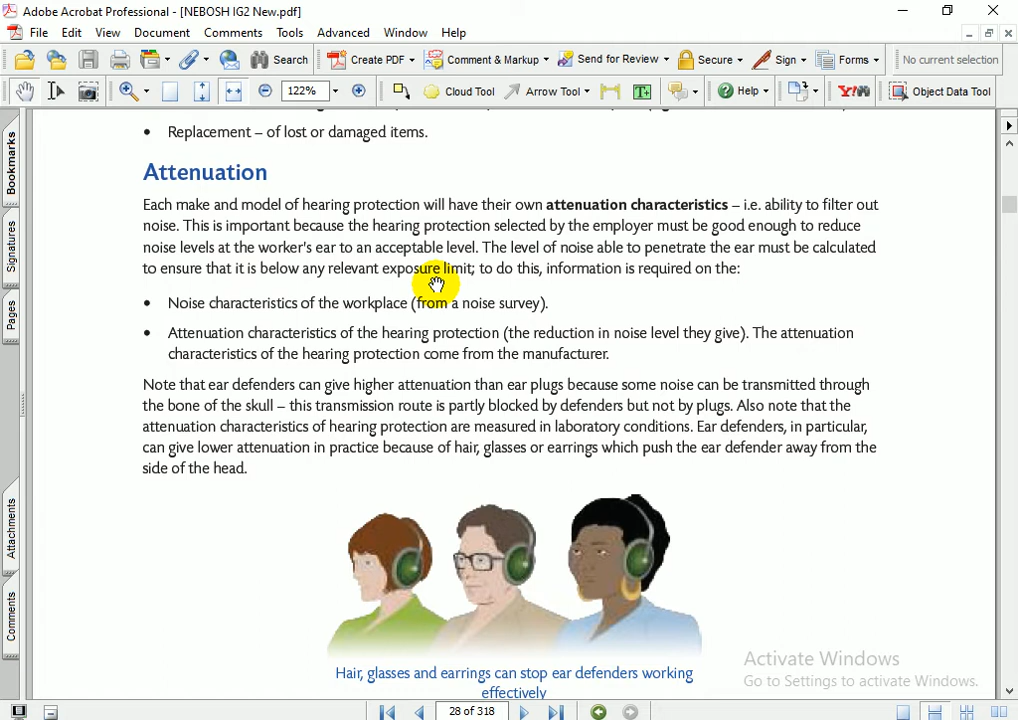 Adobe Acrobat Professional - [NEBOSH IG2 New.pdf]
File Edit View Document Comments Tools Advanced Window Help
Search Create PDF Comment & Markup Send for Review Secure Sign Forms No current selection
122% Cloud Tool Arrow Tool Help Y! Object Data Tool
Bookmarks
Signatures
Pages
Attachments
Comments
• Replacement – of lost or damaged items.
Attenuation
Each make and model of hearing protection will have their own attenuation characteristics – i.e. ability to filter out
noise. This is important because the hearing protection selected by the employer must be good enough to reduce
noise levels at the worker's ear to an acceptable level. The level of noise able to penetrate the ear must be calculated
to ensure that it is below any relevant exposure limit; to do this, information is required on the:
• Noise characteristics of the workplace (from a noise survey).
• Attenuation characteristics of the hearing protection (the reduction in noise level they give). The attenuation
characteristics of the hearing protection come from the manufacturer.
Note that ear defenders can give higher attenuation than ear plugs because some noise can be transmitted through
the bone of the skull – this transmission route is partly blocked by defenders but not by plugs. Also note that the
attenuation characteristics of hearing protection are measured in laboratory conditions. Ear defenders, in particular,
can give lower attenuation in practice because of hair, glasses or earrings which push the ear defender away from the
side of the head.
Hair, glasses and earrings can stop ear defenders working
effectively
Activate Windows
Go to Settings to activate Windows.
28 of 318